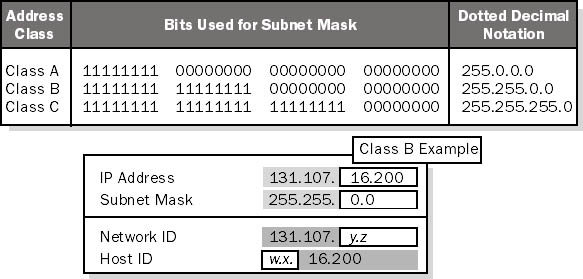 Address Class Bits Used for Subnet Mask Dotted Decimal Notation
Class A 11111111 00000000 00000000 00000000 255.0.0.0
Class B 11111111 11111111 00000000 00000000 255.255.0.0
Class C 11111111 11111111 11111111 00000000 255.255.255.0
Class B Example
IP Address 131.107. 16.200
Subnet Mask 255.255. 0.0
Network ID 131.107. y.z
Host ID w.x. 16.200